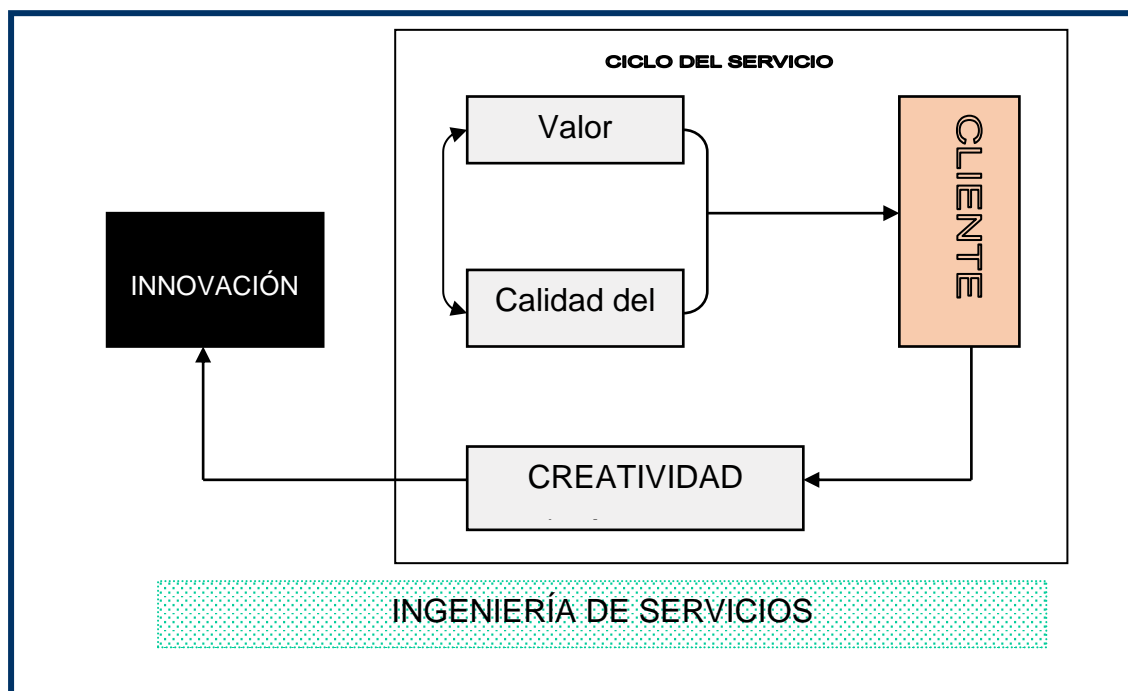 CICLO DEL SERVICIO
Valor
CLIENTE
INNOVACIÓN
Calidad del
CREATIVIDAD
INGENIERÍA DE SERVICIOS